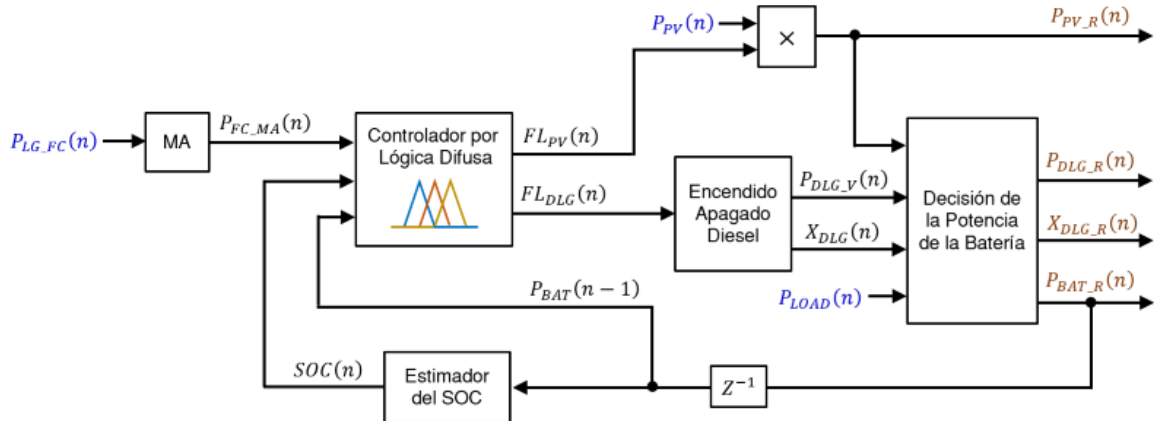 P_PV(n)
×
P_PV_R(n)
P_LG_FC(n)
MA
P_FC_MA(n)
Controlador por
Lógica Difusa
FL_PV(n)
FL_DLG(n)
Encendido
Apagado
Diesel
P_DLG_V(n)
X_DLG(n)
P_LOAD(n)
Decisión de
la Potencia
de la Batería
P_DLG_R(n)
X_DLG_R(n)
P_BAT_R(n)
P_BAT(n − 1)
SOC(n)
Estimador
del SOC
Z⁻¹